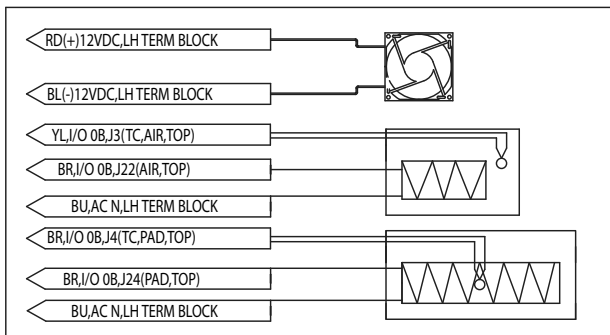 RD(+)12VDC,LH TERM BLOCK
BL(-)12VDC,LH TERM BLOCK
YL,I/O 0B,J3(TC,AIR,TOP)
BR,I/O 0B,J22(AIR,TOP)
BU,AC N,LH TERM BLOCK
BR,I/O 0B,J4(TC,PAD,TOP)
BR,I/O 0B,J24(PAD,TOP)
BU,AC N,LH TERM BLOCK